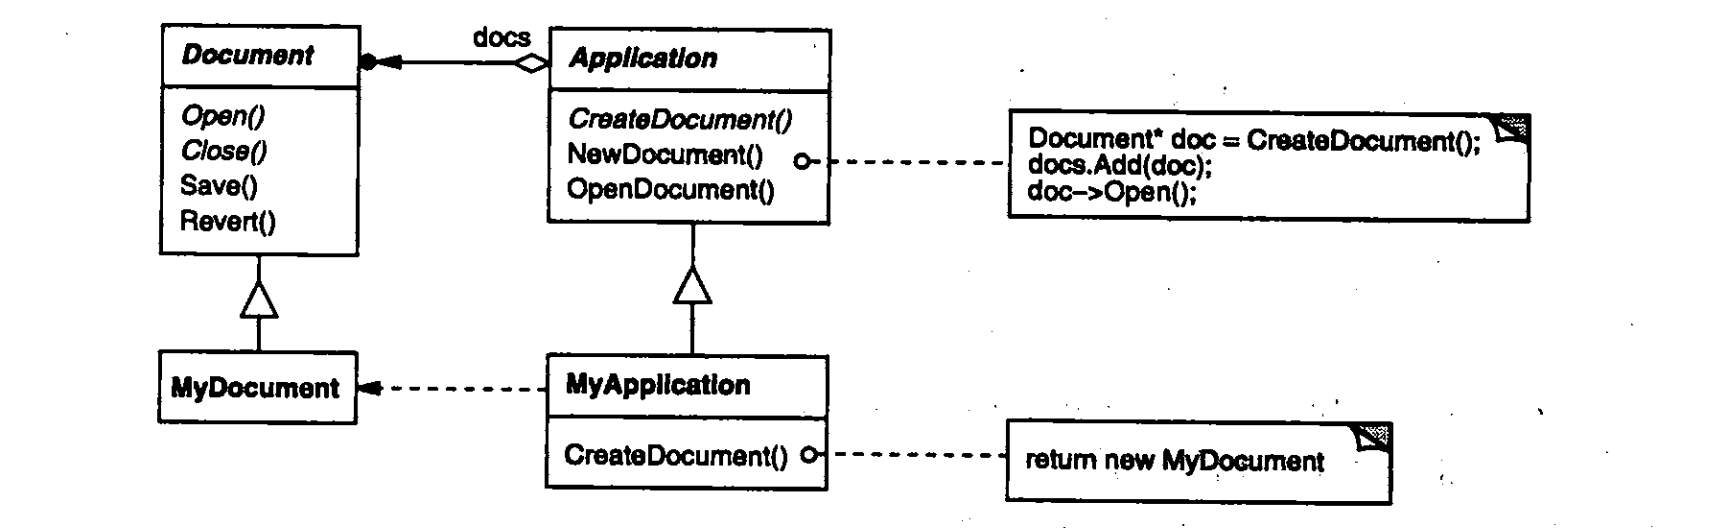 Document
Open()
Close()
Save()
Revert()
docs
Application
CreateDocument()
NewDocument()
OpenDocument()
Document* doc = CreateDocument();
docs.Add(doc);
doc->Open();
MyDocument
MyApplication
CreateDocument()
return new MyDocument